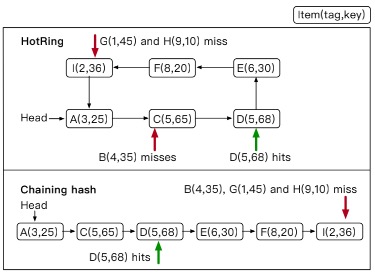 Item(tag,key)
HotRing
G(1,45) and H(9,10) miss
I(2,36) F(8,20) E(6,30)
Head A(3,25) C(5,65) D(5,68)
B(4,35) misses D(5,68) hits
Chaining hash
B(4,35), G(1,45) and H(9,10) miss
Head
A(3,25) C(5,65) D(5,68) E(6,30) F(8,20) I(2,36)
D(5,68) hits